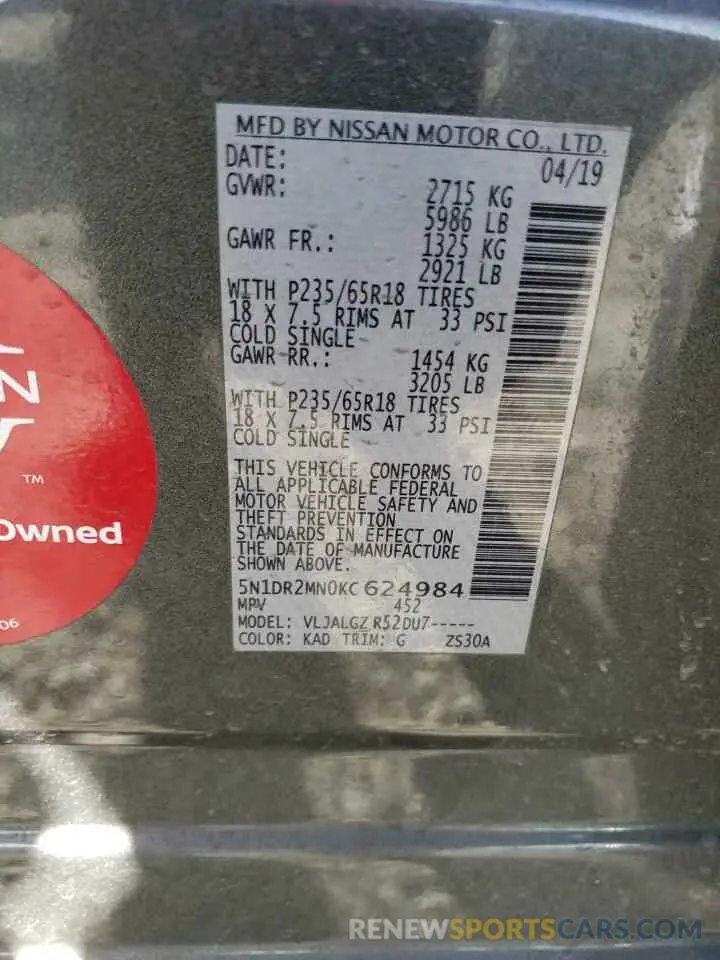 MFD BY NISSAN MOTOR CO., LTD.
DATE: 04/19
GVWR: 2715 KG
5986 LB
GAWR FR.: 1325 KG
2921 LB
WITH P235/65R18 TIRES
18 X 7.5 RIMS AT 33 PSI
COLD SINGLE
GAWR RR.: 1454 KG
3205 LB
WITH P235/65R18 TIRES
18 X 7.5 RIMS AT 33 PSI
COLD SINGLE
THIS VEHICLE CONFORMS TO
ALL APPLICABLE FEDERAL
MOTOR VEHICLE SAFETY AND
THEFT PREVENTION
STANDARDS IN EFFECT ON
THE DATE OF MANUFACTURE
SHOWN ABOVE.
5N1DR2MN0KC624984
MPV 452
MODEL: VLJALGZ R52DU7-----
COLOR: KAD TRIM: G ZS30A
N
TM
Owned
06
RENEWSPORTSCARS.COM